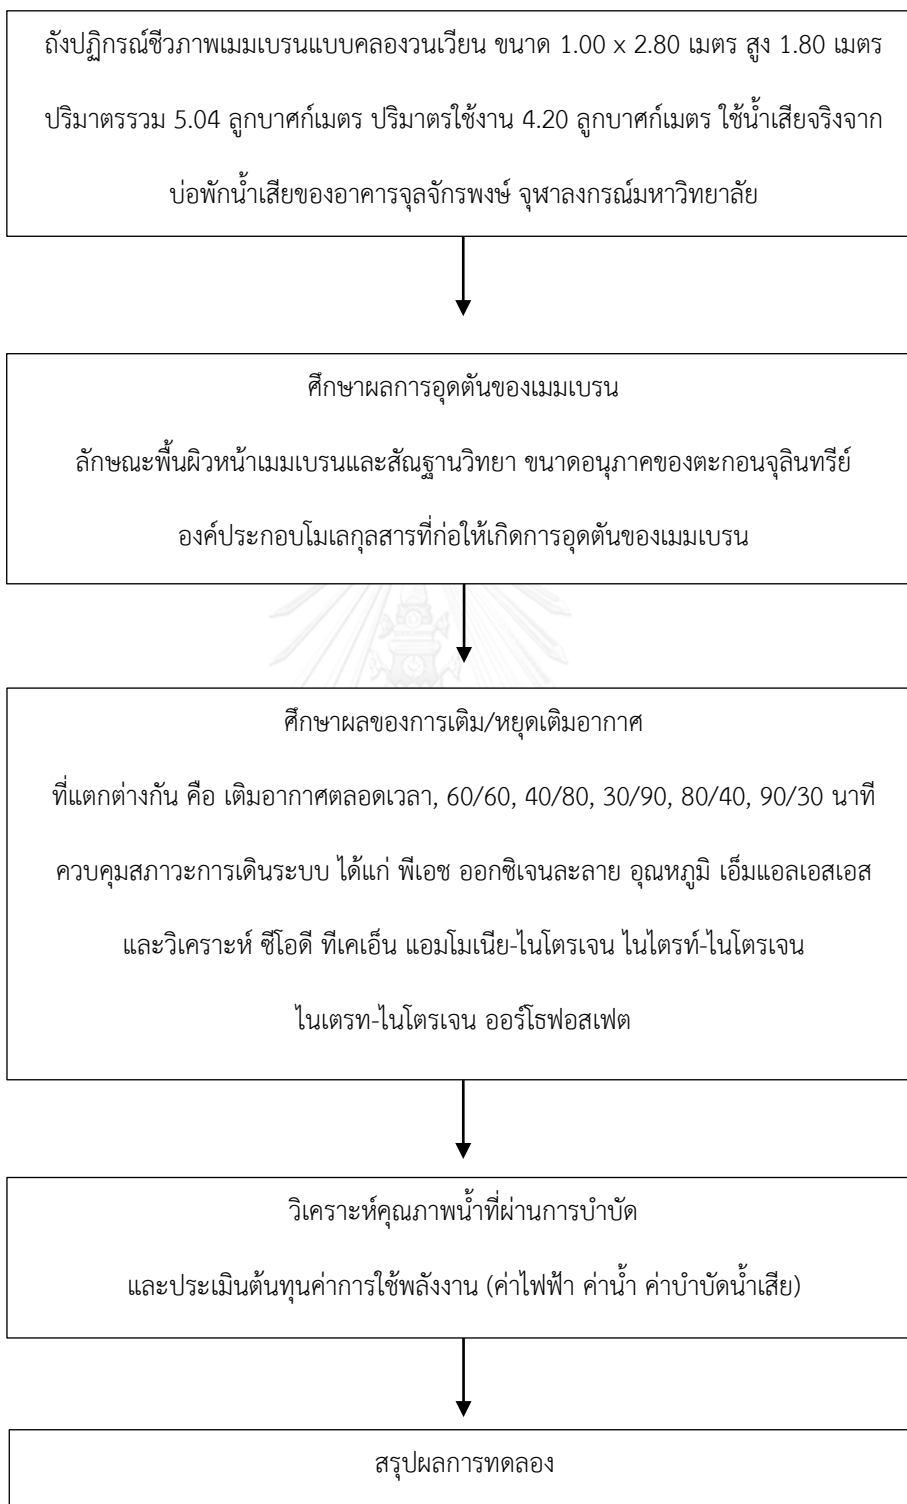 ถังปฏิกรณ์ชีวภาพเมมเบรนแบบคลองวนเวียน ขนาด 1.00 x 2.80 เมตร สูง 1.80 เมตร
ปริมาตรรวม 5.04 ลูกบาศก์เมตร ปริมาตรใช้งาน 4.20 ลูกบาศก์เมตร ใช้น้ำเสียจริงจาก
บ่อพักน้ำเสียของอาคารจุลจักรพงษ์ จุฬาลงกรณ์มหาวิทยาลัย
ศึกษาผลการอุดตันของเมมเบรน
ลักษณะพื้นผิวหน้าเมมเบรนและสัณฐานวิทยา ขนาดอนุภาคของตะกอนจุลินทรีย์
องค์ประกอบโมเลกุลสารที่ก่อให้เกิดการอุดตันของเมมเบรน
ศึกษาผลของการเติม/หยุดเติมอากาศ
ที่แตกต่างกัน คือ เติมอากาศตลอดเวลา, 60/60, 40/80, 30/90, 80/40, 90/30 นาที
ควบคุมสภาวะการเดินระบบ ได้แก่ พีเอช ออกซิเจนละลาย อุณหภูมิ เอ็มแอลเอสเอส
และวิเคราะห์ ซีโอดี ทีเคเอ็น แอมโมเนีย-ไนโตรเจน ไนไตรท์-ไนโตรเจน
ไนเตรท-ไนโตรเจน ออร์โธฟอสเฟต
วิเคราะห์คุณภาพน้ำที่ผ่านการบำบัด
และประเมินต้นทุนค่าการใช้พลังงาน (ค่าไฟฟ้า ค่าน้ำ ค่าบำบัดน้ำเสีย)
สรุปผลการทดลอง